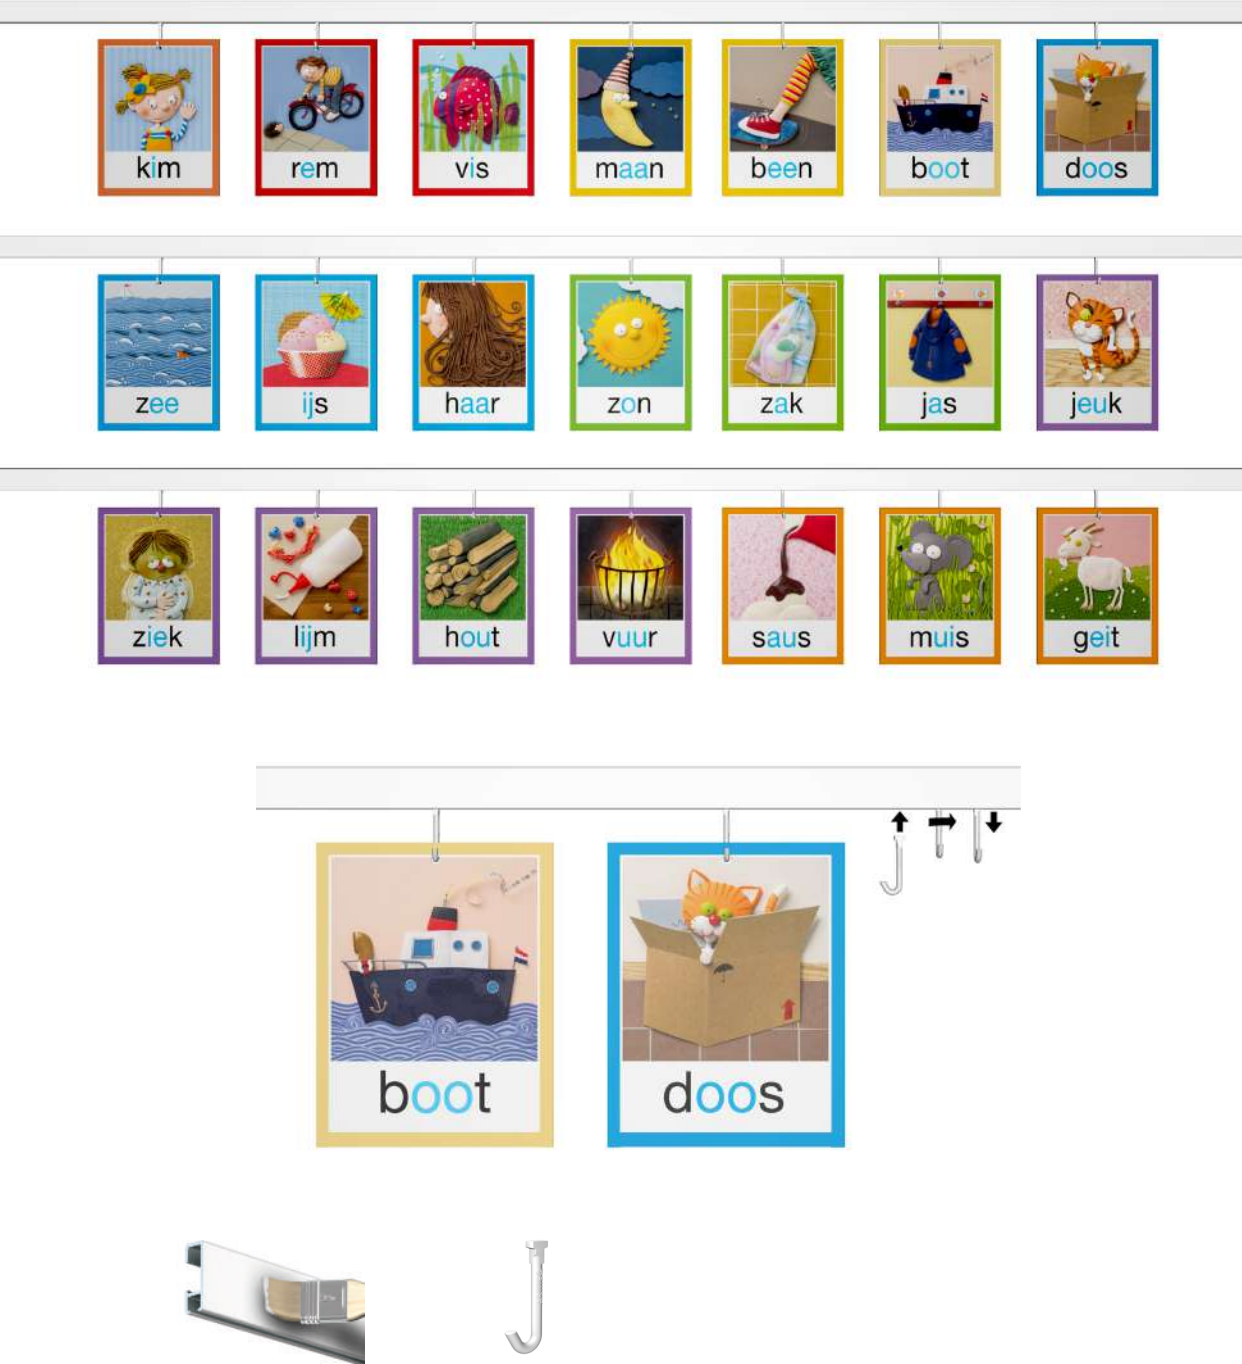 kim rem vis maan been boot doos
zee ijs haar zon zak jas jeuk
ziek lijm hout vuur saus muis geit
boot doos